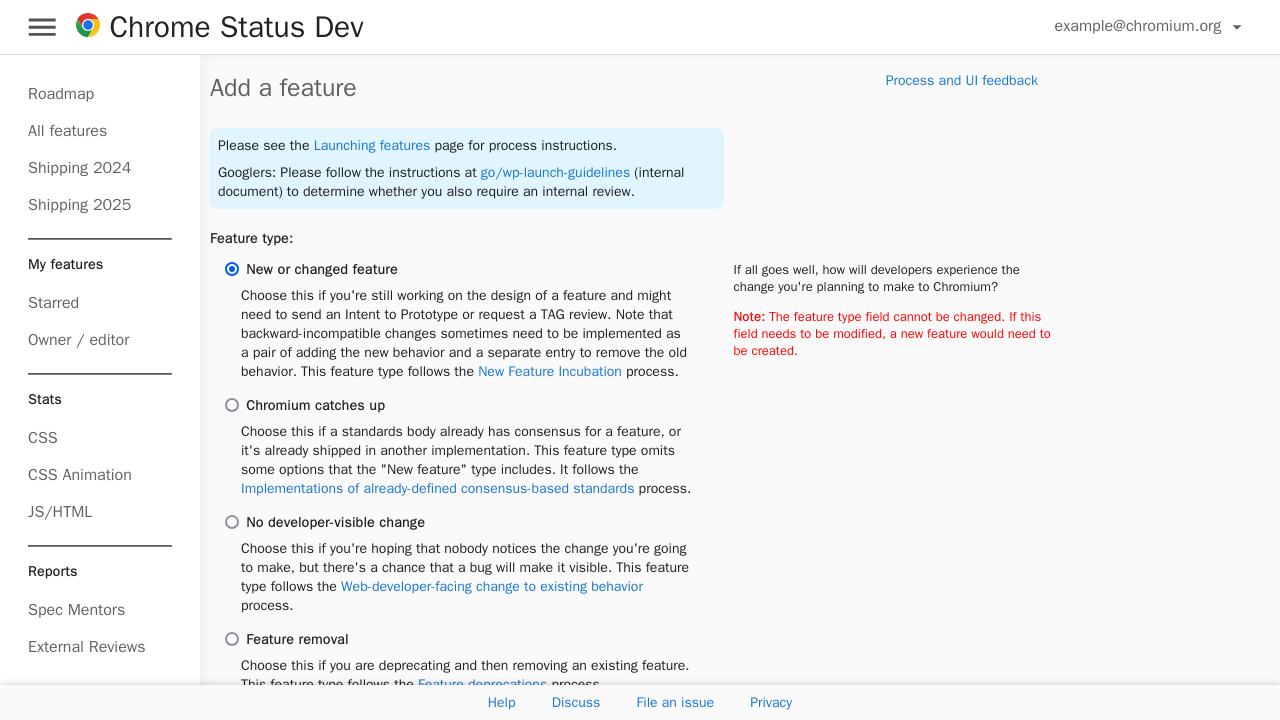 Chrome Status Dev
example@chromium.org
Roadmap
All features
Shipping 2024
Shipping 2025
My features
Starred
Owner / editor
Stats
CSS
CSS Animation
JS/HTML
Reports
Spec Mentors
External Reviews
Add a feature
Process and UI feedback
Please see the Launching features page for process instructions.
Googlers: Please follow the instructions at go/wp-launch-guidelines (internal
document) to determine whether you also require an internal review.
Feature type:
New or changed feature
Choose this if you're still working on the design of a feature and might
need to send an Intent to Prototype or request a TAG review. Note that
backward-incompatible changes sometimes need to be implemented as
a pair of adding the new behavior and a separate entry to remove the old
behavior. This feature type follows the New Feature Incubation process.
Chromium catches up
Choose this if a standards body already has consensus for a feature, or
it's already shipped in another implementation. This feature type omits
some options that the "New feature" type includes. It follows the
Implementations of already-defined consensus-based standards process.
No developer-visible change
Choose this if you're hoping that nobody notices the change you're going
to make, but there's a chance that a bug will make it visible. This feature
type follows the Web-developer-facing change to existing behavior
process.
Feature removal
Choose this if you are deprecating and then removing an existing feature.
This feature type follows the Feature deprecations process.
If all goes well, how will developers experience the
change you're planning to make to Chromium?
Note: The feature type field cannot be changed. If this
field needs to be modified, a new feature would need to
be created.
Help
Discuss
File an issue
Privacy